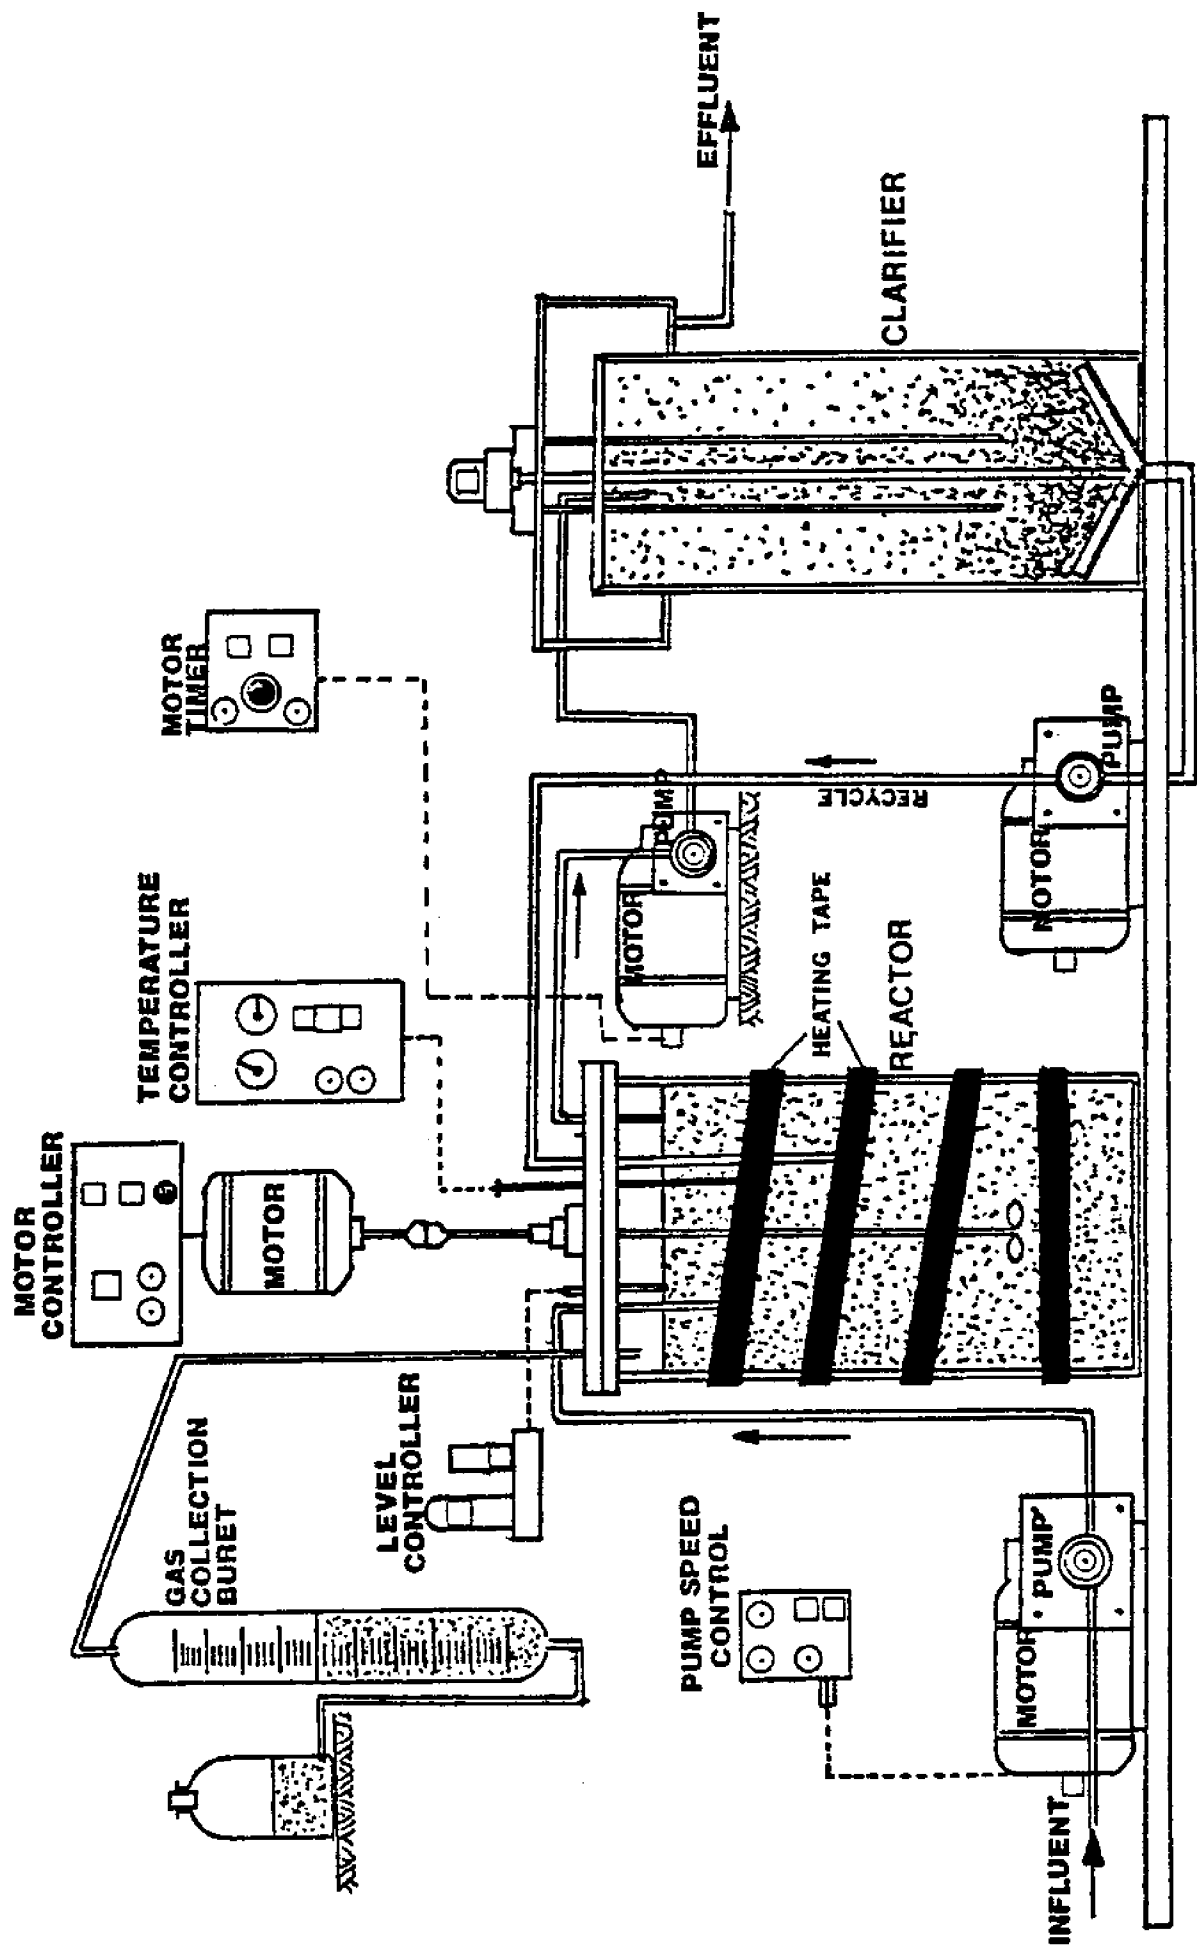 MOTOR
CONTROLLER
TEMPERATURE
CONTROLLER
MOTOR
TIMER
GAS
COLLECTION
BURET
MOTOR
LEVEL
CONTROLLER
EFFLUENT
PUMP SPEED
CONTROL
MOTOR
PUMP
HEATING TAPE
REACTOR
RECYCLE
CLARIFIER
INFLUENT
MOTOR
PUMP
MOTOR
PUMP